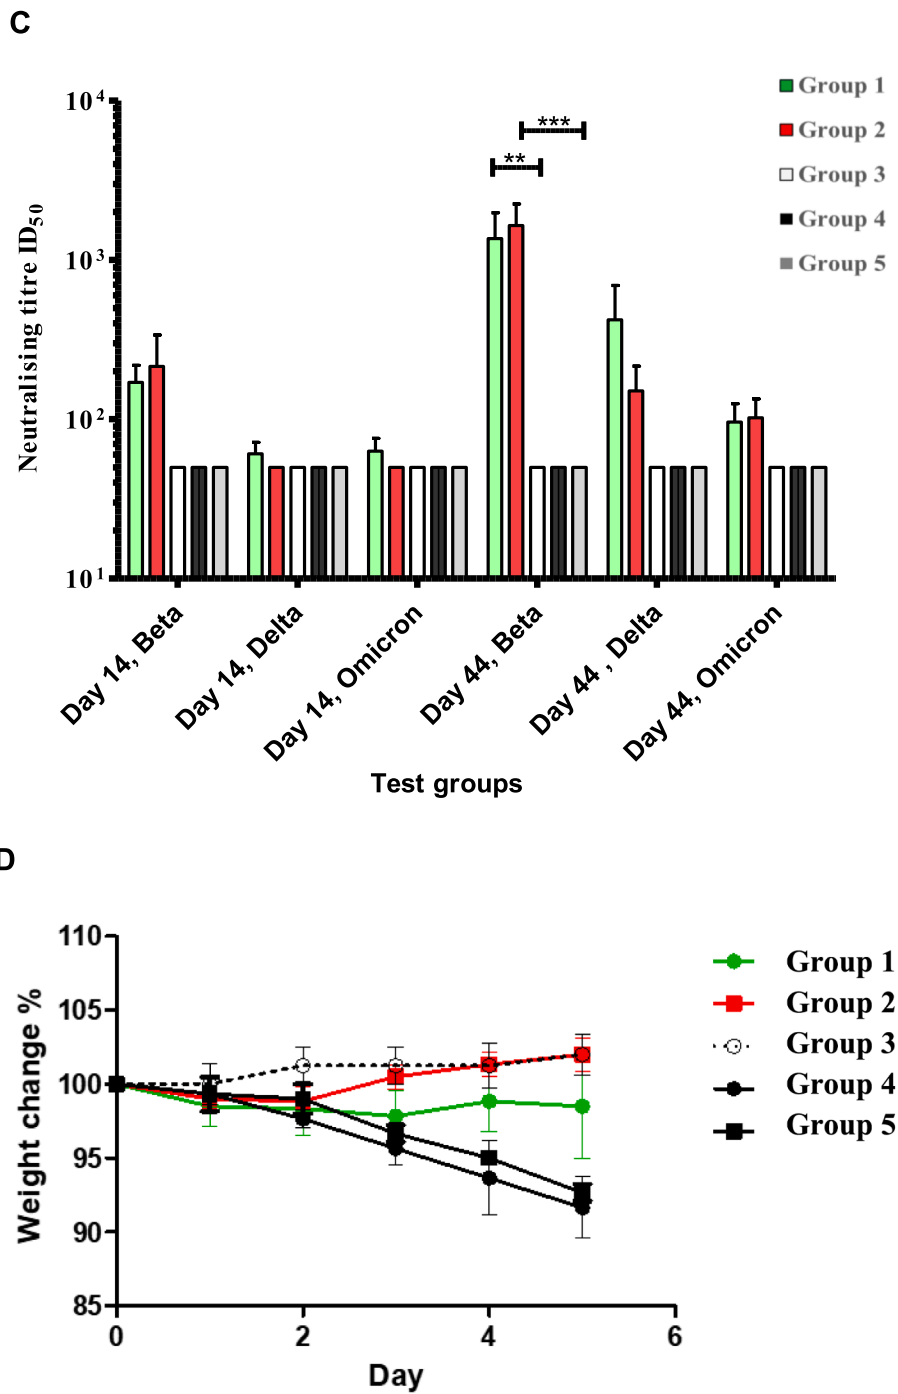 C
Group 1
Group 2
Group 3
Group 4
Group 5
***
**
Neutralising titre ID50
10^4
10^3
10^2
10^1
Day 14, Beta
Day 14, Delta
Day 14, Omicron
Day 44, Beta
Day 44 , Delta
Day 44, Omicron
Test groups
D
Group 1
Group 2
Group 3
Group 4
Group 5
Weight change %
110
105
100
95
90
85
0 2 4 6
Day